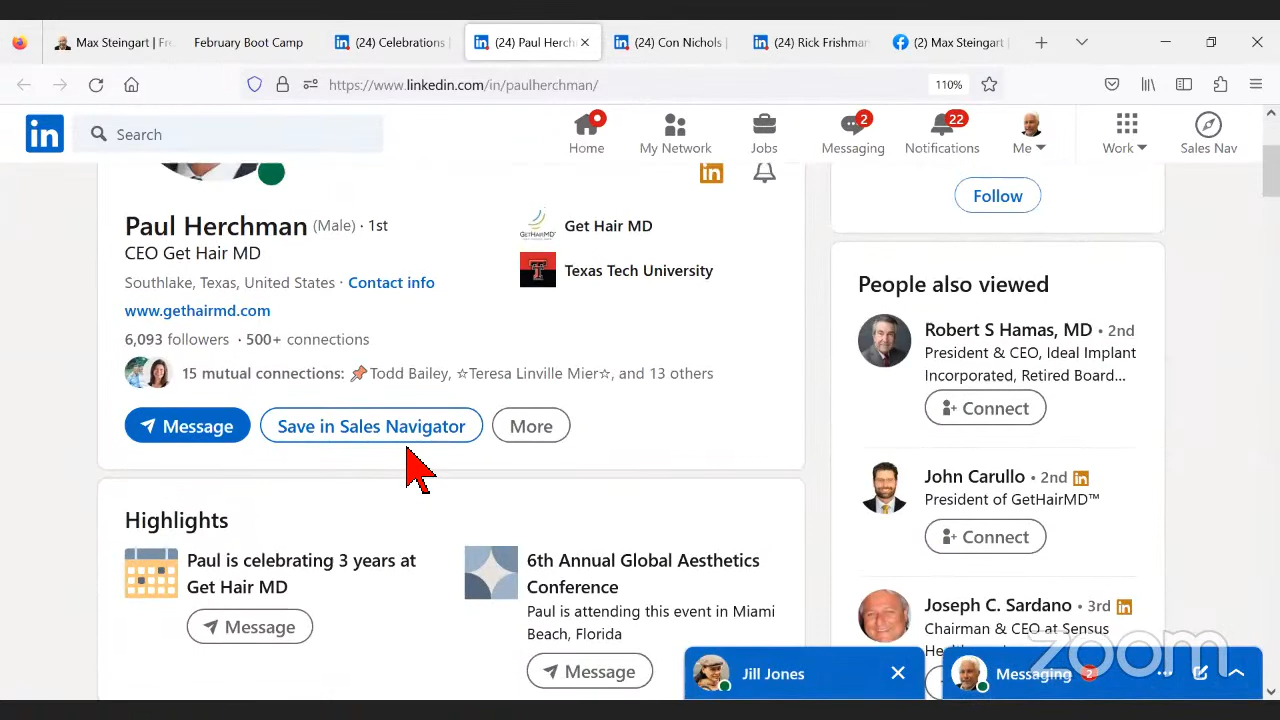 Max Steingart | Fre
February Boot Camp
(24) Celebrations |
(24) Paul Herch
(24) Con Nichols |
(24) Rick Frishma
(2) Max Steingart |
https://www.linkedin.com/in/paulherchman/
110%
in
Search
Home
My Network
Jobs
2
Messaging
22
Notifications
Me
Work
Sales Nav
in
Paul Herchman (Male) · 1st
CEO Get Hair MD
Southlake, Texas, United States · Contact info
www.gethairmd.com
6,093 followers · 500+ connections
15 mutual connections: 📌Todd Bailey, ☆Teresa Linville Mier☆, and 13 others
Message
Save in Sales Navigator
More
GETHAIRMD
Get Hair MD
Texas Tech University
Highlights
Paul is celebrating 3 years at
Get Hair MD
Message
6th Annual Global Aesthetics
Conference
Paul is attending this event in Miami
Beach, Florida
Message
Follow
People also viewed
Robert S Hamas, MD • 2nd
President & CEO, Ideal Implant
Incorporated, Retired Board...
Connect
John Carullo • 2nd in
President of GetHairMD™
Connect
Joseph C. Sardano • 3rd in
Chairman & CEO at Sensus
Jill Jones
Messaging 2
zoom